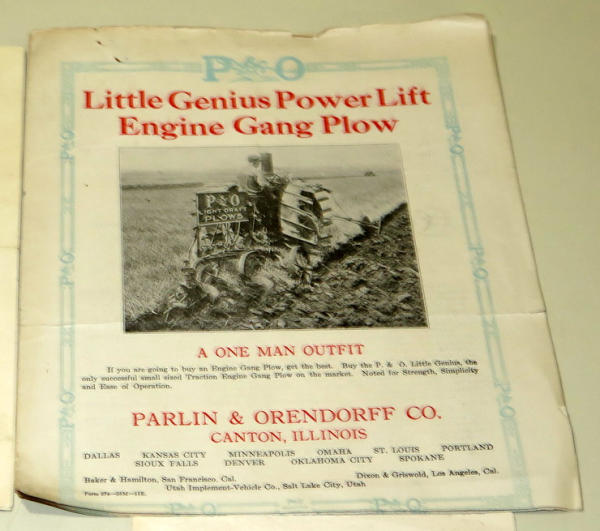 P & O
Little Genius Power Lift
Engine Gang Plow
P & O
LIGHT DRAFT
PLOWS
A ONE MAN OUTFIT
If you are going to buy an Engine Gang Plow, get the best. Buy the P. & O. Little Genius, the
only successful small sized Traction Engine Gang Plow on the market. Noted for Strength, Simplicity
and Ease of Operation.
PARLIN & ORENDORFF CO.
CANTON, ILLINOIS
DALLAS KANSAS CITY MINNEAPOLIS OMAHA ST. LOUIS PORTLAND
SIOUX FALLS DENVER OKLAHOMA CITY SPOKANE
Baker & Hamilton, San Francisco, Cal. Dixon & Griswold, Los Angeles, Cal.
Utah Implement-Vehicle Co., Salt Lake City, Utah
P&O
P&O
P&O
P&O
P&O
P&O
P&O
P&O